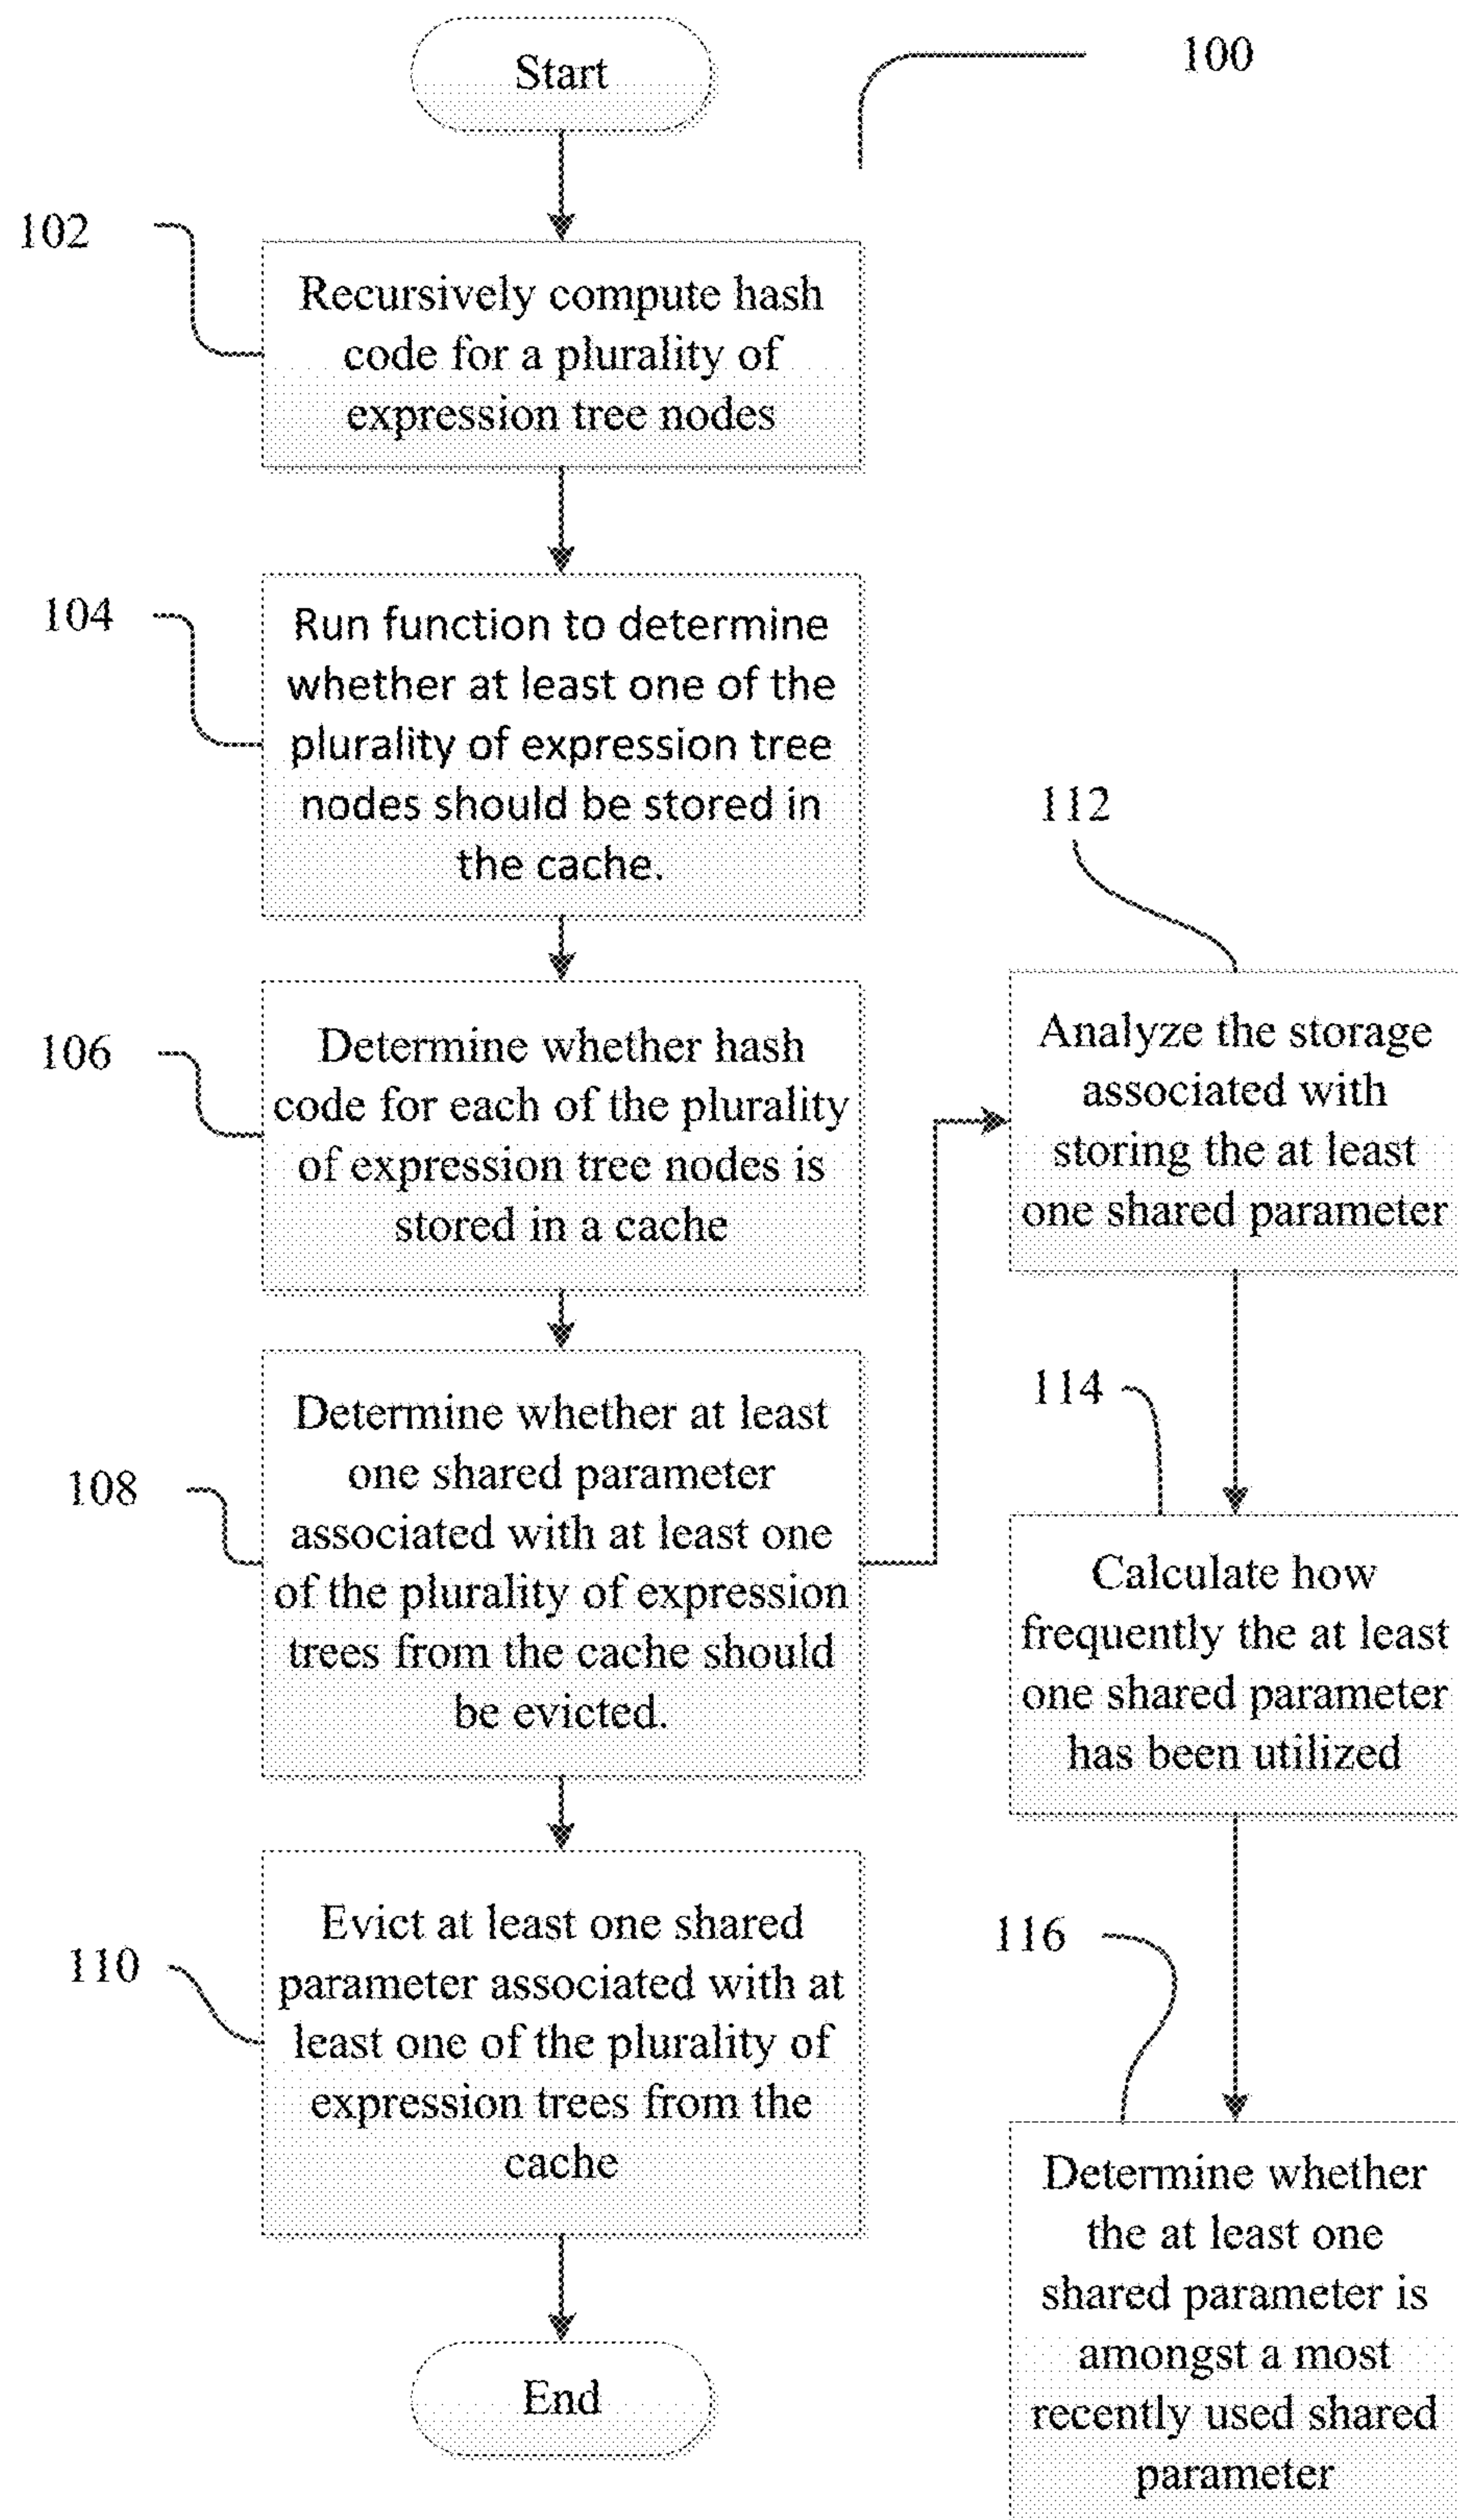 Start
100
102
Recursively compute hash
code for a plurality of
expression tree nodes
104
Run function to determine
whether at least one of the
plurality of expression tree
nodes should be stored in
the cache.
106
Determine whether hash
code for each of the plurality
of expression tree nodes is
stored in a cache
108
Determine whether at least
one shared parameter
associated with at least one
of the plurality of expression
trees from the cache should
be evicted.
110
Evict at least one shared
parameter associated with at
least one of the plurality of
expression trees from the
cache
End
112
Analyze the storage
associated with
storing the at least
one shared parameter
114
Calculate how
frequently the at least
one shared parameter
has been utilized
116
Determine whether
the at least one
shared parameter is
amongst a most
recently used shared
parameter